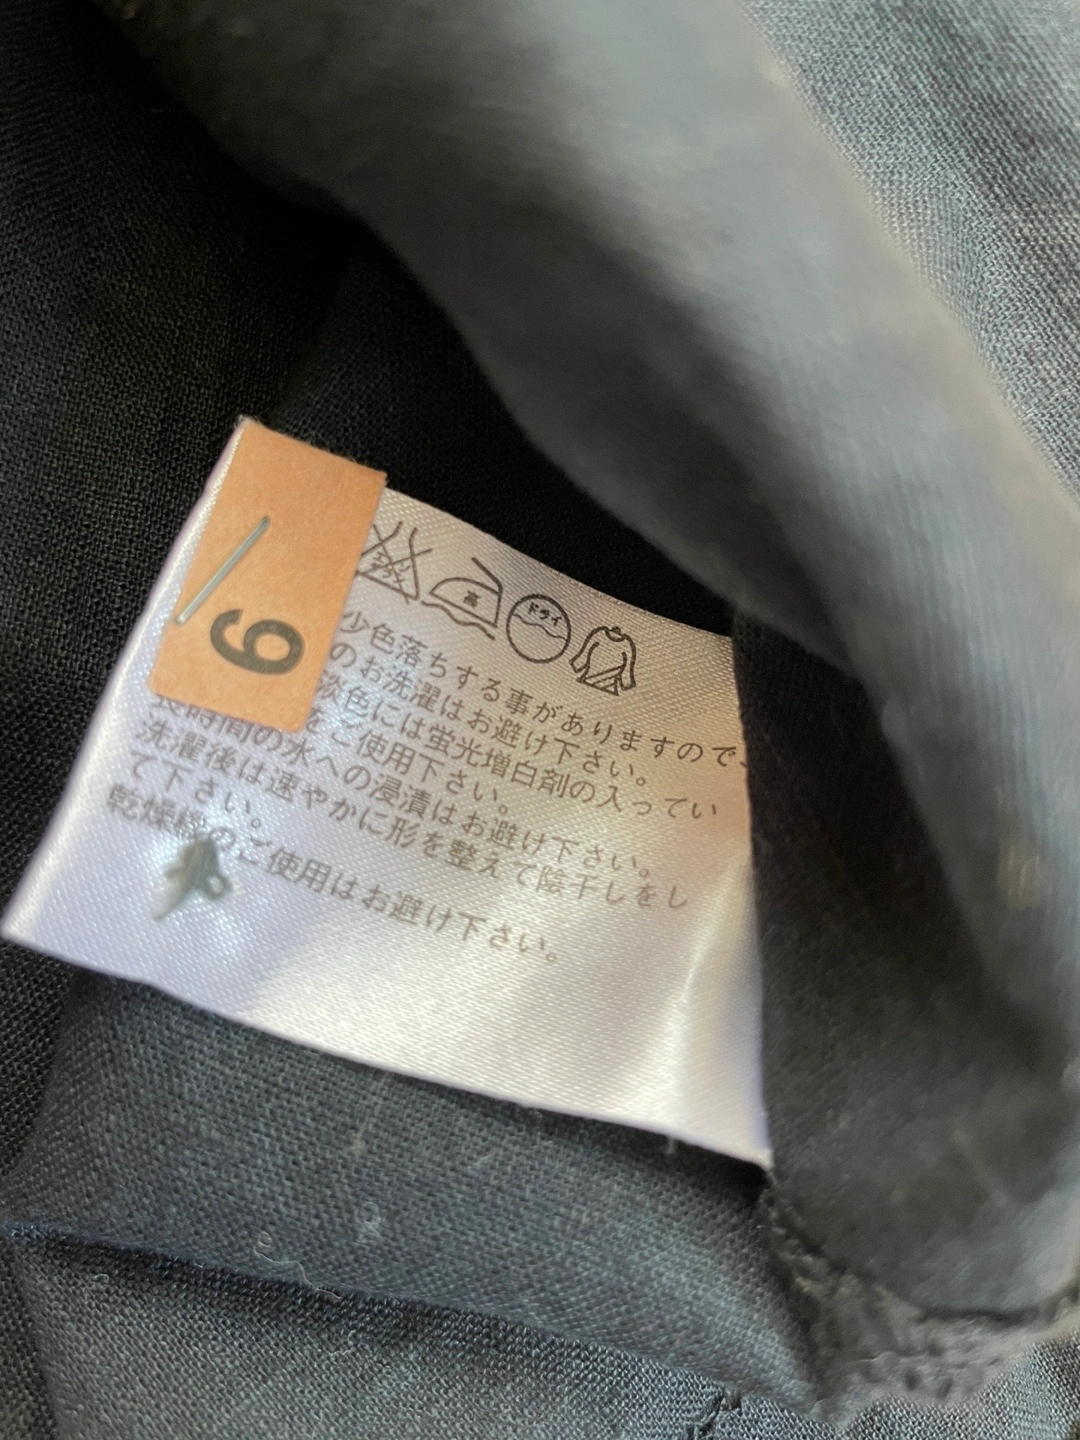 9
高
ドライ
少色落ちする事がありますので、
のお洗濯はお避け下さい。
淡色には蛍光増白剤の入ってい
をご使用下さい。
長時間の水への浸漬はお避け下さい。
洗濯後は速やかに形を整えて陰干しをし
て下さい。
乾燥機のご使用はお避け下さい。